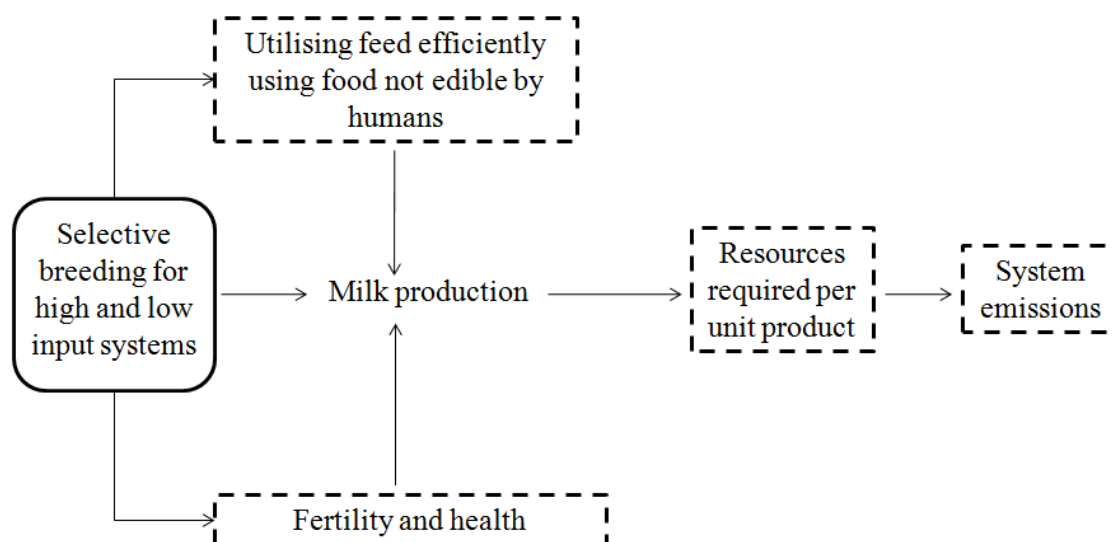 Utilising feed efficiently
using food not edible by
humans
Selective
breeding for
high and low
input systems
Milk production
Resources
required per
unit product
System
emissions
Fertility and health